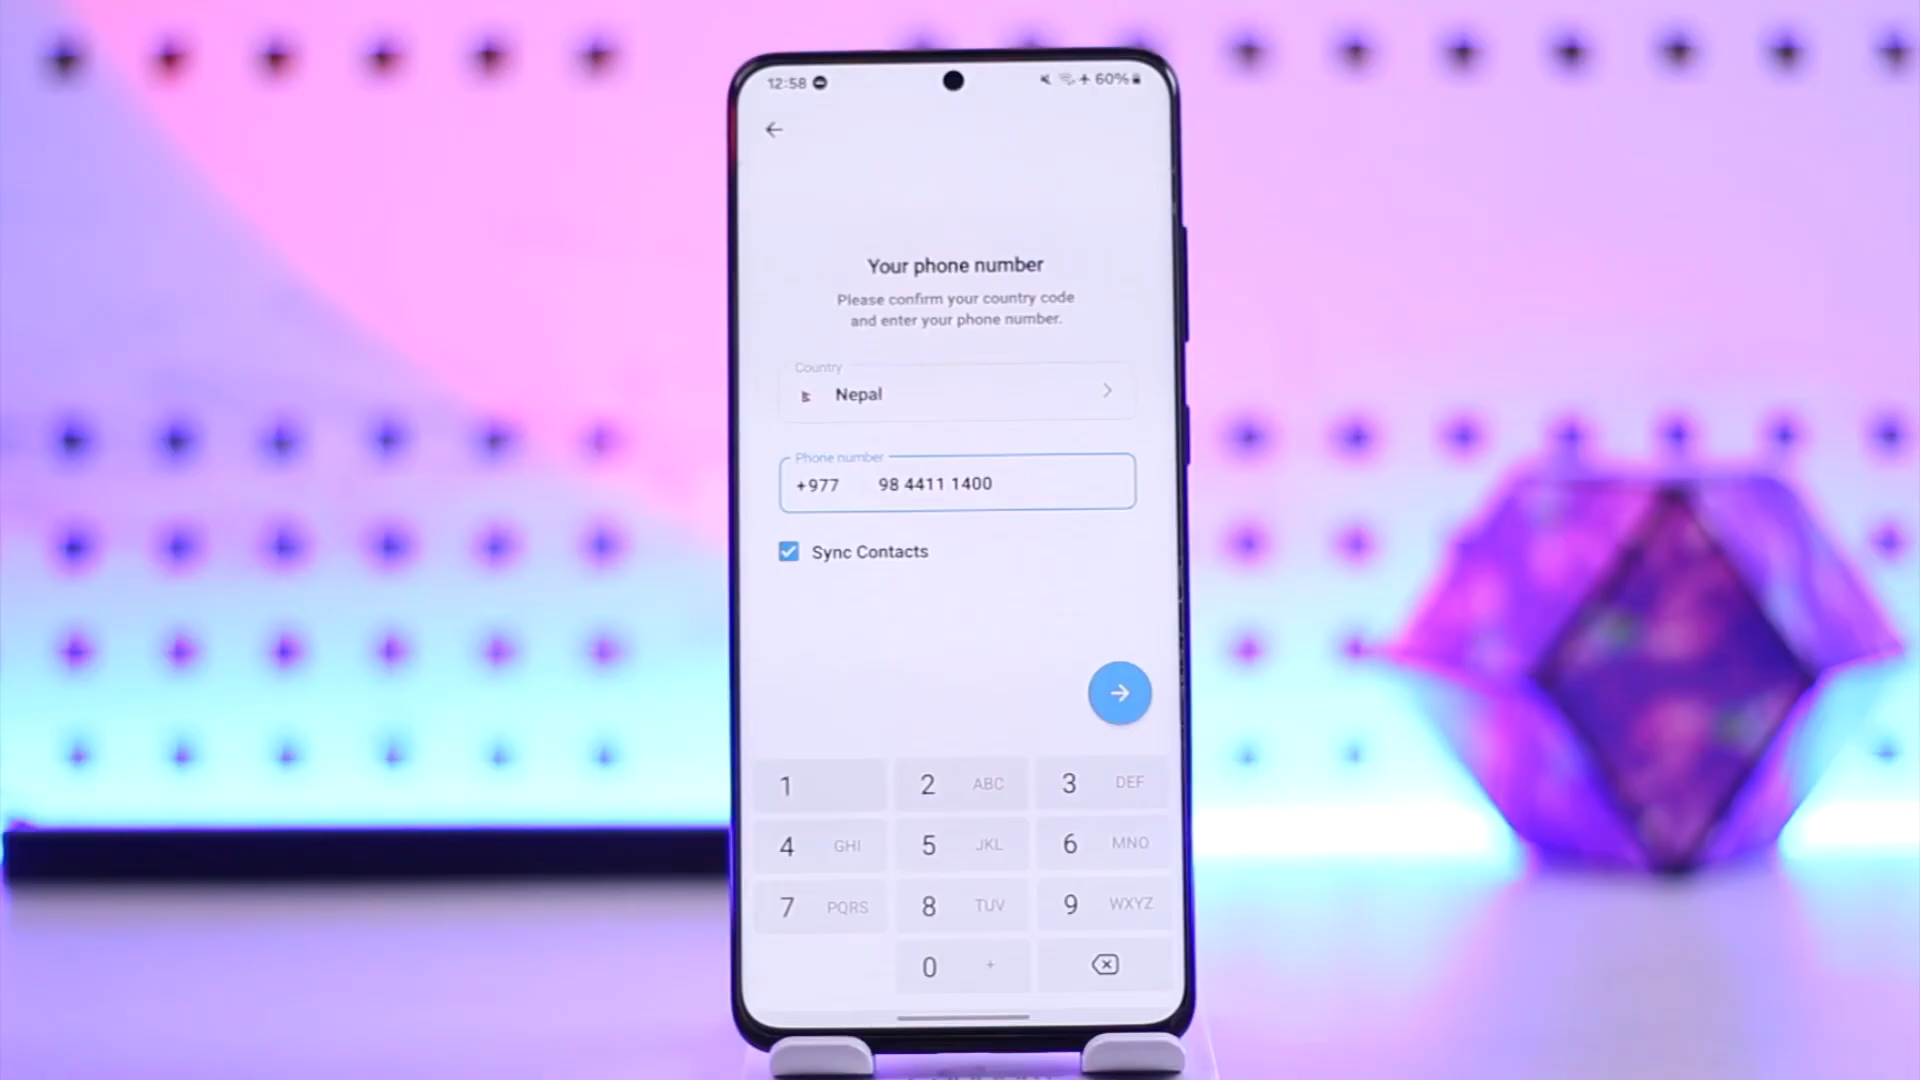 12:58
60%
Your phone number
Please confirm your country code
and enter your phone number.
Country
Nepal
Phone number
+977 98 4411 1400
Sync Contacts
1
2 ABC
3 DEF
4 GHI
5 JKL
6 MNO
7 PQRS
8 TUV
9 WXYZ
0 +